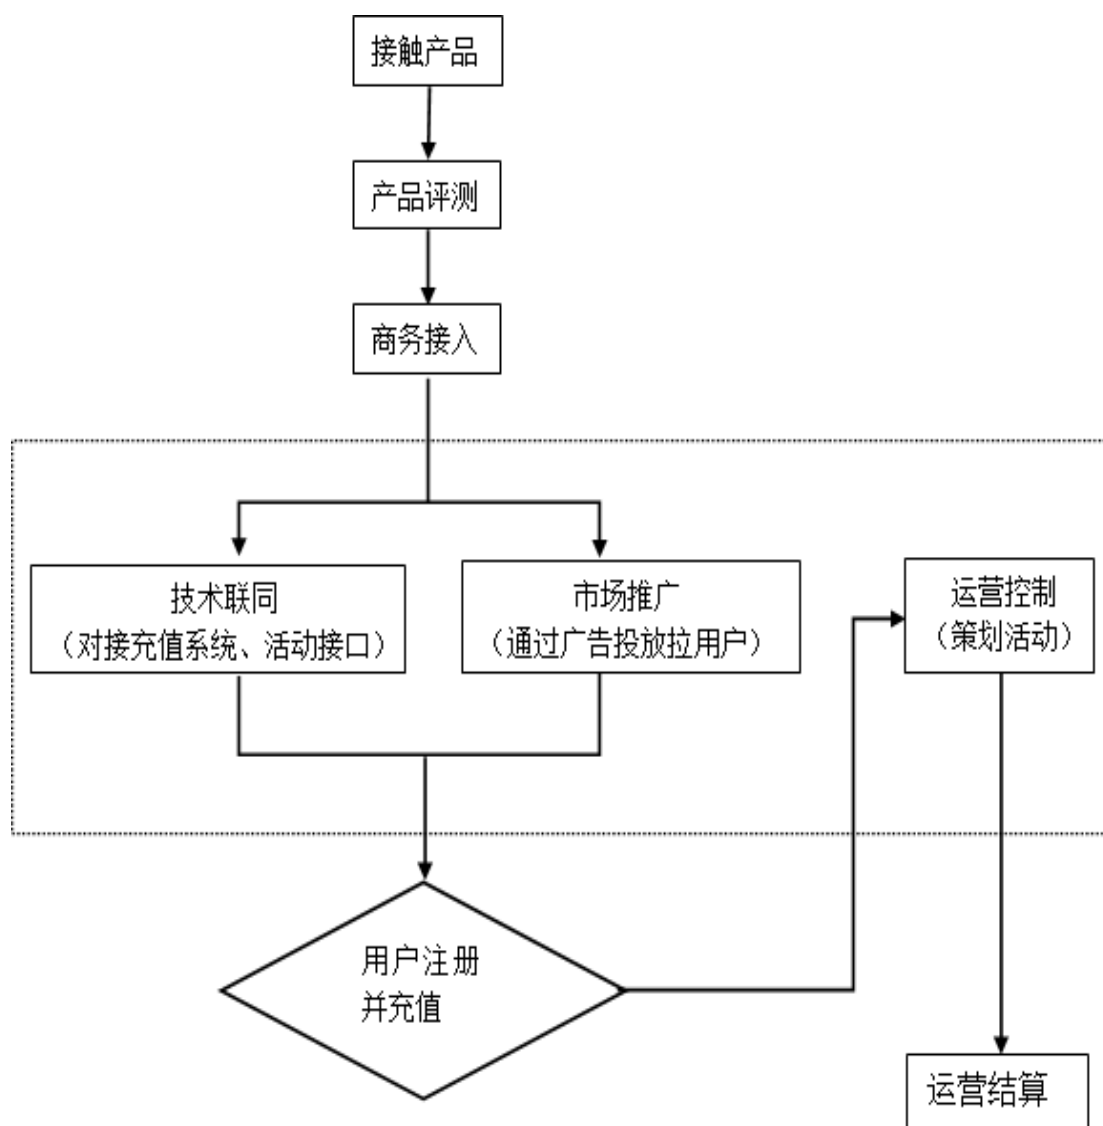 接触产品
产品评测
商务接入
技术联同
（对接充值系统、活动接口）
市场推广
（通过广告投放拉用户）
运营控制
（策划活动）
用户注册
并充值
运营结算